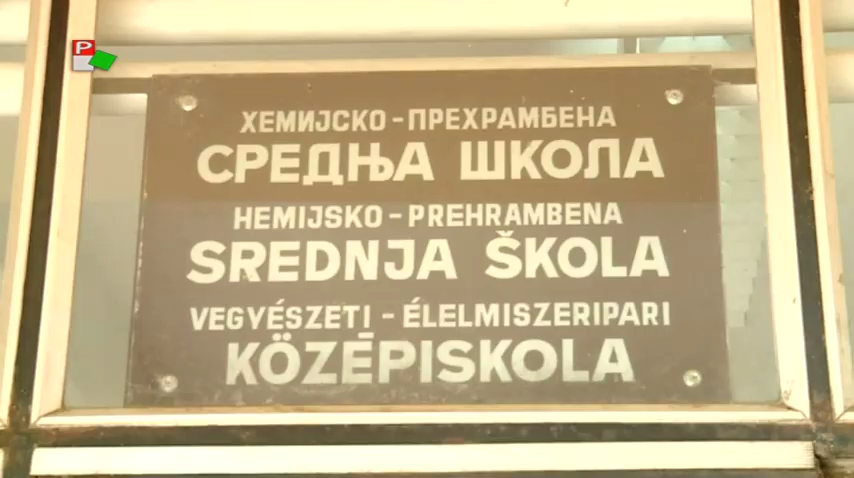 P
ХЕМИЈСКО-ПРЕХРАМБЕНА
СРЕДЊА ШКОЛА
HEMIJSKO-PREHRAMBENA
SREDNJA ŠKOLA
VEGYÉSZETI-ÉLELMISZERIPARI
KÖZÉPISKOLA